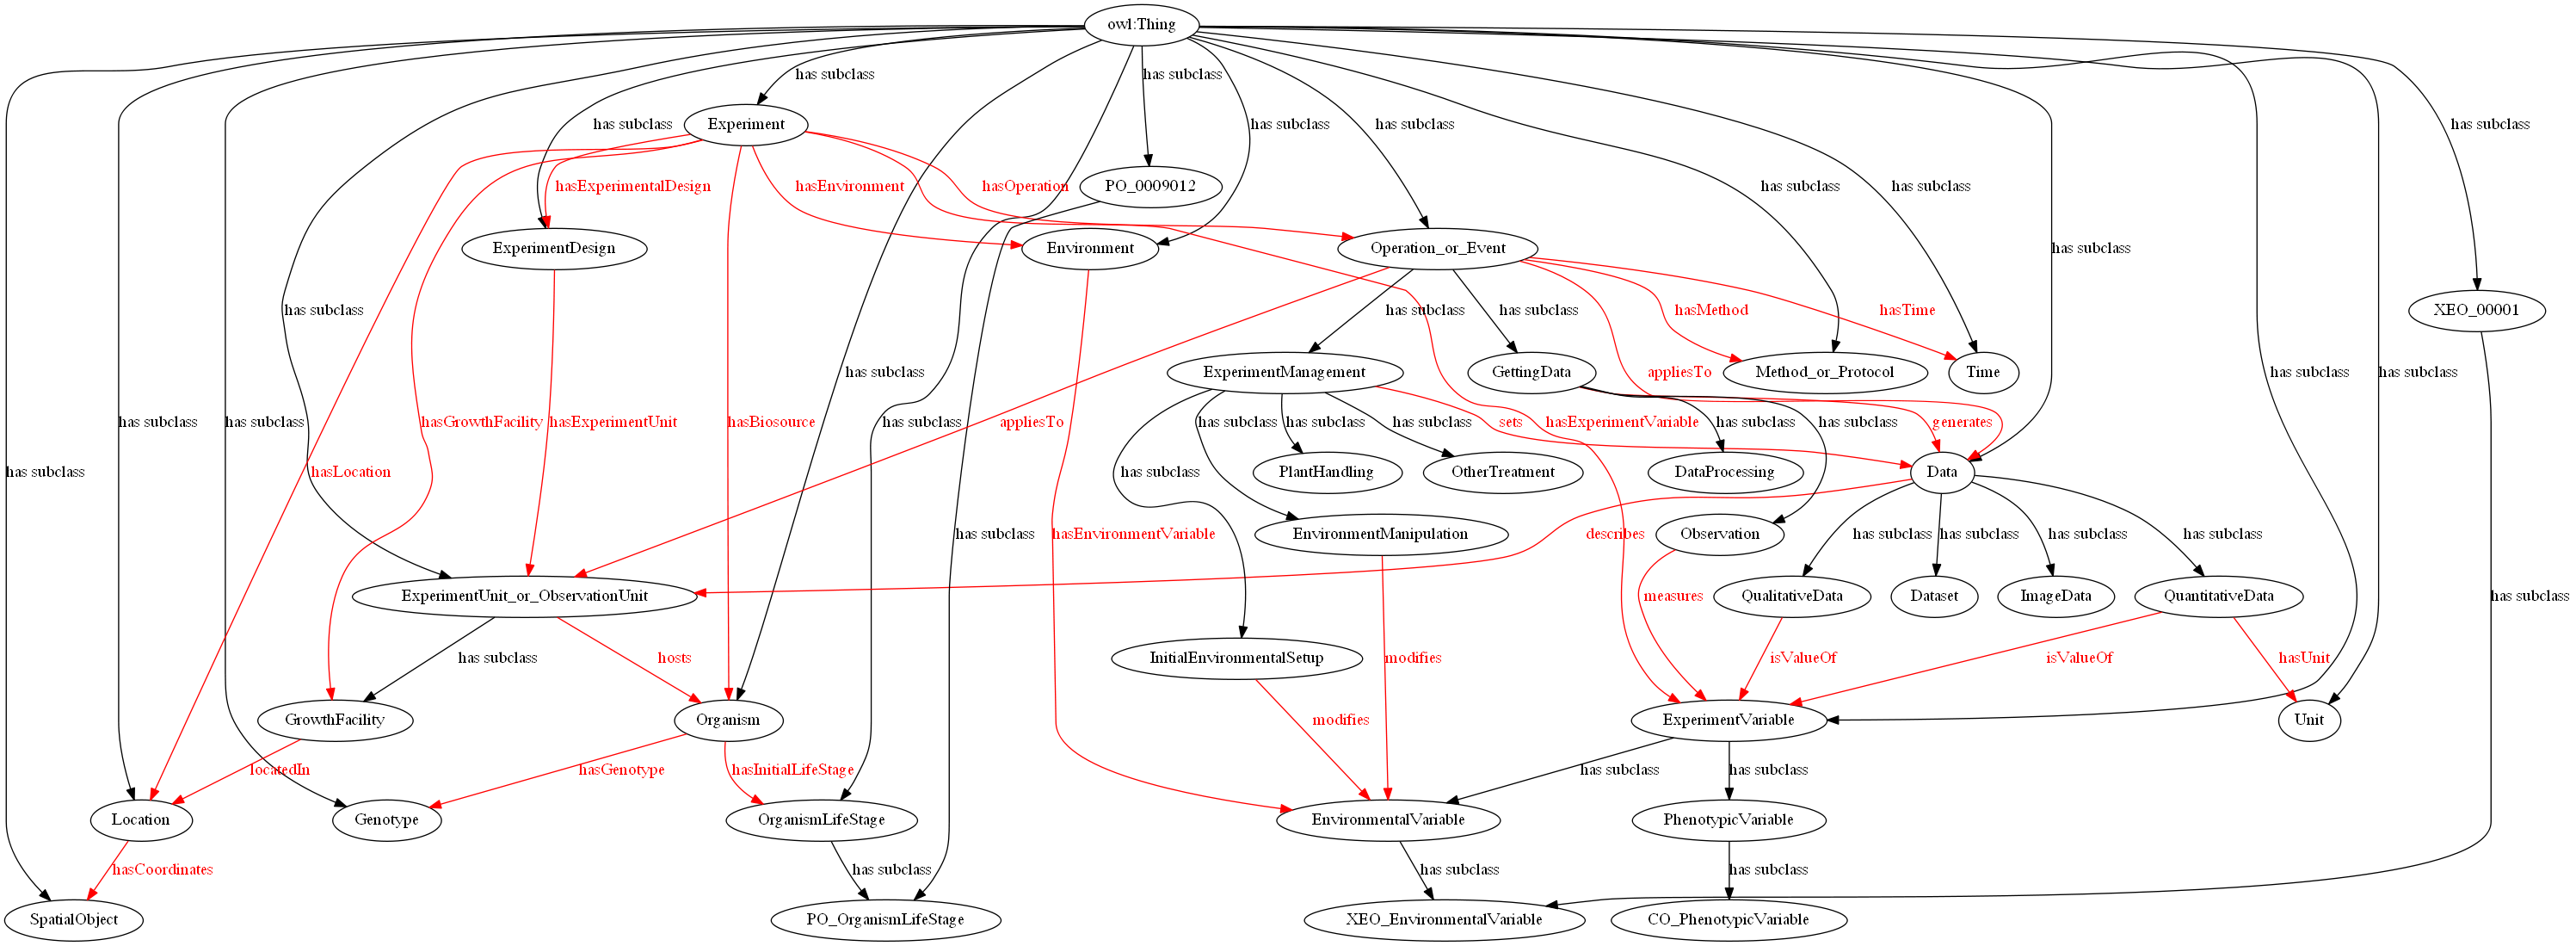 owl:Thing
has subclass
has subclass
Experiment
has subclass
has subclass
has subclass
has subclass
PO_0009012
hasExperimentalDesign
hasEnvironment
hasOperation
has subclass
has subclass
ExperimentDesign
Environment
Operation_or_Event
has subclass
has subclass
has subclass
has subclass
hasMethod
hasTime
XEO_00001
has subclass
ExperimentManagement
GettingData
appliesTo
Method_or_Protocol
Time
has subclass
has subclass
has subclass
has subclass
hasGrowthFacility
hasExperimentUnit
hasBiosource
has subclass
appliesTo
has subclass
has subclass
has subclass
sets
hasExperimentVariable
has subclass
has subclass
generates
has subclass
hasLocation
has subclass
PlantHandling
OtherTreatment
DataProcessing
Data
has subclass
hasEnvironmentVariable
EnvironmentManipulation
describes
Observation
has subclass
has subclass
has subclass
has subclass
ExperimentUnit_or_ObservationUnit
measures
QualitativeData
Dataset
ImageData
QuantitativeData
has subclass
has subclass
hosts
InitialEnvironmentalSetup
modifies
isValueOf
isValueOf
hasUnit
GrowthFacility
Organism
modifies
ExperimentVariable
Unit
locatedIn
hasGenotype
hasInitialLifeStage
has subclass
has subclass
Location
Genotype
OrganismLifeStage
EnvironmentalVariable
PhenotypicVariable
hasCoordinates
has subclass
has subclass
has subclass
SpatialObject
PO_OrganismLifeStage
XEO_EnvironmentalVariable
CO_PhenotypicVariable